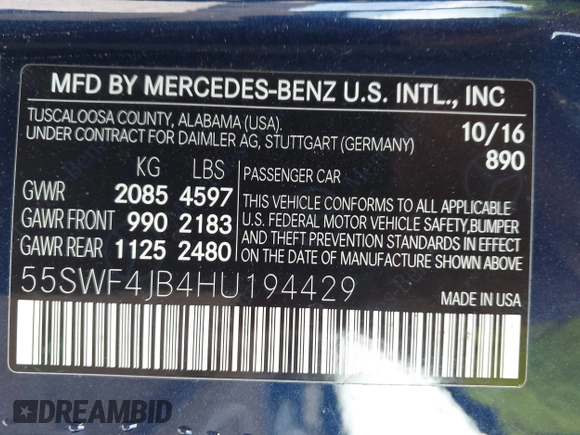 MFD BY MERCEDES-BENZ U.S. INTL., INC
TUSCALOOSA COUNTY, ALABAMA (USA).
UNDER CONTRACT FOR DAIMLER AG, STUTTGART (GERMANY)
10/16
890
KG LBS
GVWR 2085 4597
GAWR FRONT 990 2183
GAWR REAR 1125 2480
PASSENGER CAR
THIS VEHICLE CONFORMS TO ALL APPLICABLE
U.S. FEDERAL MOTOR VEHICLE SAFETY,BUMPER
AND THEFT PREVENTION STANDARDS IN EFFECT
ON THE DATE OF MANUFACTURE SHOWN ABOVE.
55SWF4JB4HU194429
MADE IN USA
DREAMBID